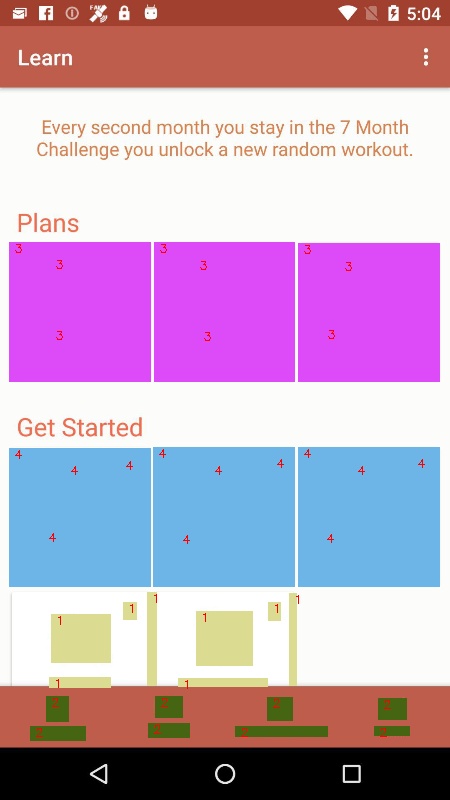 5:04
Learn
Every second month you stay in the 7 Month
Challenge you unlock a new random workout.
Plans
3 3 3
3 3 3
3 3 3
Get Started
4 4 4
4 4 4 4 4 4
4 4 4
1 1 1 1
1 1
1 1
2 2 2 2
2 2 2 2